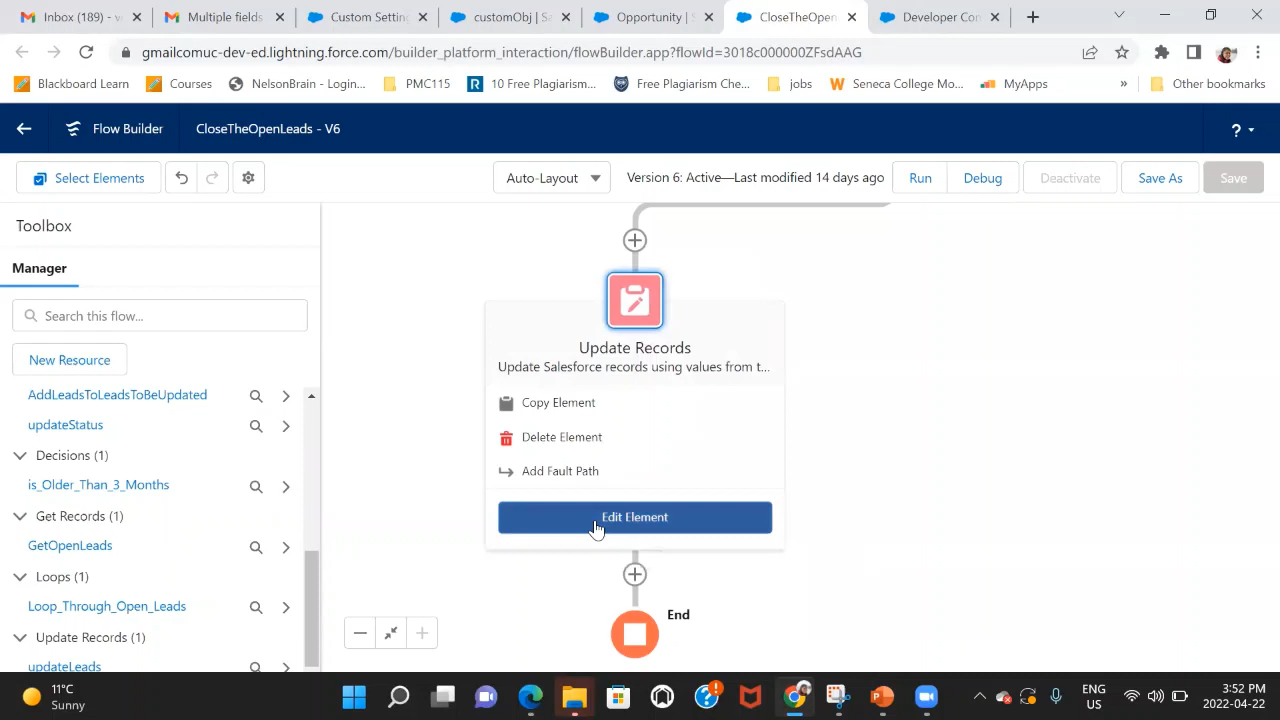 [M] Inbox (30) - v
Multiple fields
Custom Setting
customObj | Sa
Opportunity | S
CloseTheOpen
Developer Con
gmailcomuc-dev-ed.lightning.force.com/builder_platform_interaction/flowBuilder.app?flowId=3018c000000ZFsdAAG
Blackboard Learn
Courses
NelsonBrain - Login...
PMC115
10 Free Plagiarism...
Free Plagiarism Che...
jobs
Seneca College Mo...
MyApps
»
Other bookmarks
Flow Builder
CloseTheOpenLeads - V6
?
Select Elements
Auto-Layout
Version 6: Active—Last modified 14 days ago
Run
Debug
Deactivate
Save As
Save
Toolbox
Manager
Search this flow...
New Resource
AddLeadsToLeadsToBeUpdated
updateStatus
Decisions (1)
is_Older_Than_3_Months
Get Records (1)
GetOpenLeads
Loops (1)
Loop_Through_Open_Leads
Update Records (1)
updateLeads
Update Records
Update Salesforce records using values from t...
Copy Element
Delete Element
Add Fault Path
Edit Element
End
11°C
Sunny
ENG
US
3:52 PM
2022-04-22